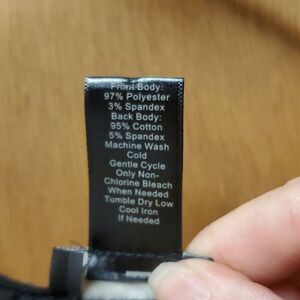 Front Body:
97% Polyester
3% Spandex
Back Body:
95% Cotton
5% Spandex
Machine Wash
Cold
Gentle Cycle
Only Non-
Chlorine Bleach
When Needed
Tumble Dry Low
Cool Iron
If Needed